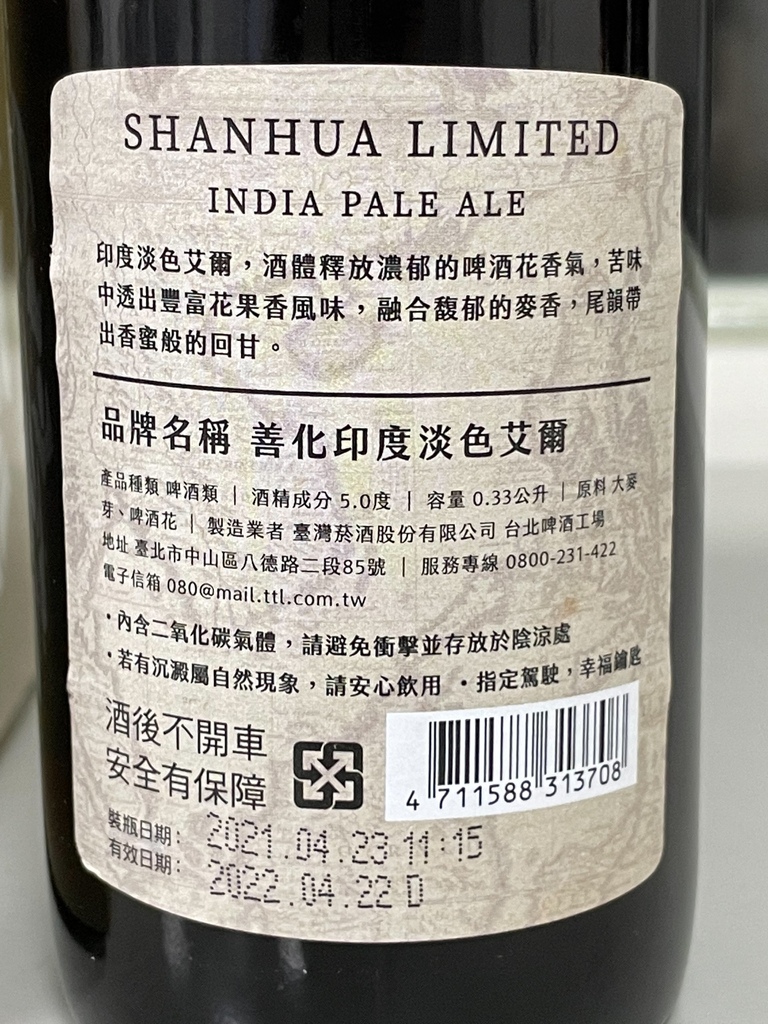 SHANHUA LIMITED
INDIA PALE ALE
印度淡色艾爾，酒體釋放濃郁的啤酒花香氣，苦味
中透出豐富花果香風味，融合馥郁的麥香，尾韻帶
出香蜜般的回甘。
品牌名稱 善化印度淡色艾爾
產品種類 啤酒類 | 酒精成分 5.0度 | 容量 0.33公升 | 原料 大麥
芽、啤酒花 | 製造業者 臺灣菸酒股份有限公司 台北啤酒工場
地址 臺北市中山區八德路二段85號 | 服務專線 0800-231-422
電子信箱 080@mail.ttl.com.tw
•內含二氧化碳氣體，請避免衝擊並存放於陰涼處
•若有沉澱屬自然現象，請安心飲用 •指定駕駛，幸福鑰匙
酒後不開車
安全有保障
4 711588 313708
裝瓶日期： 2021.04.23 11:15
有效日期： 2022.04.22 D